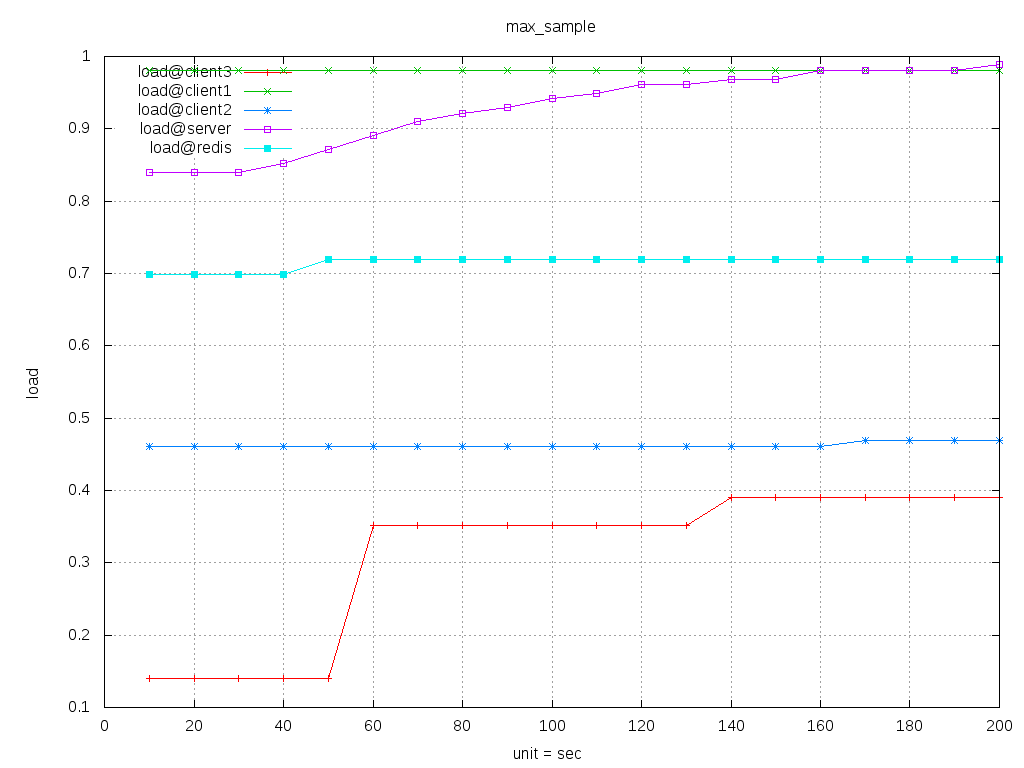 max_sample
1
load@client3
load@client1
load@client2
0.9
load@server
load@redis
0.8
0.7
0.6
load
0.5
0.4
0.3
0.2
0.1
0 20 40 60 80 100 120 140 160 180 200
unit = sec